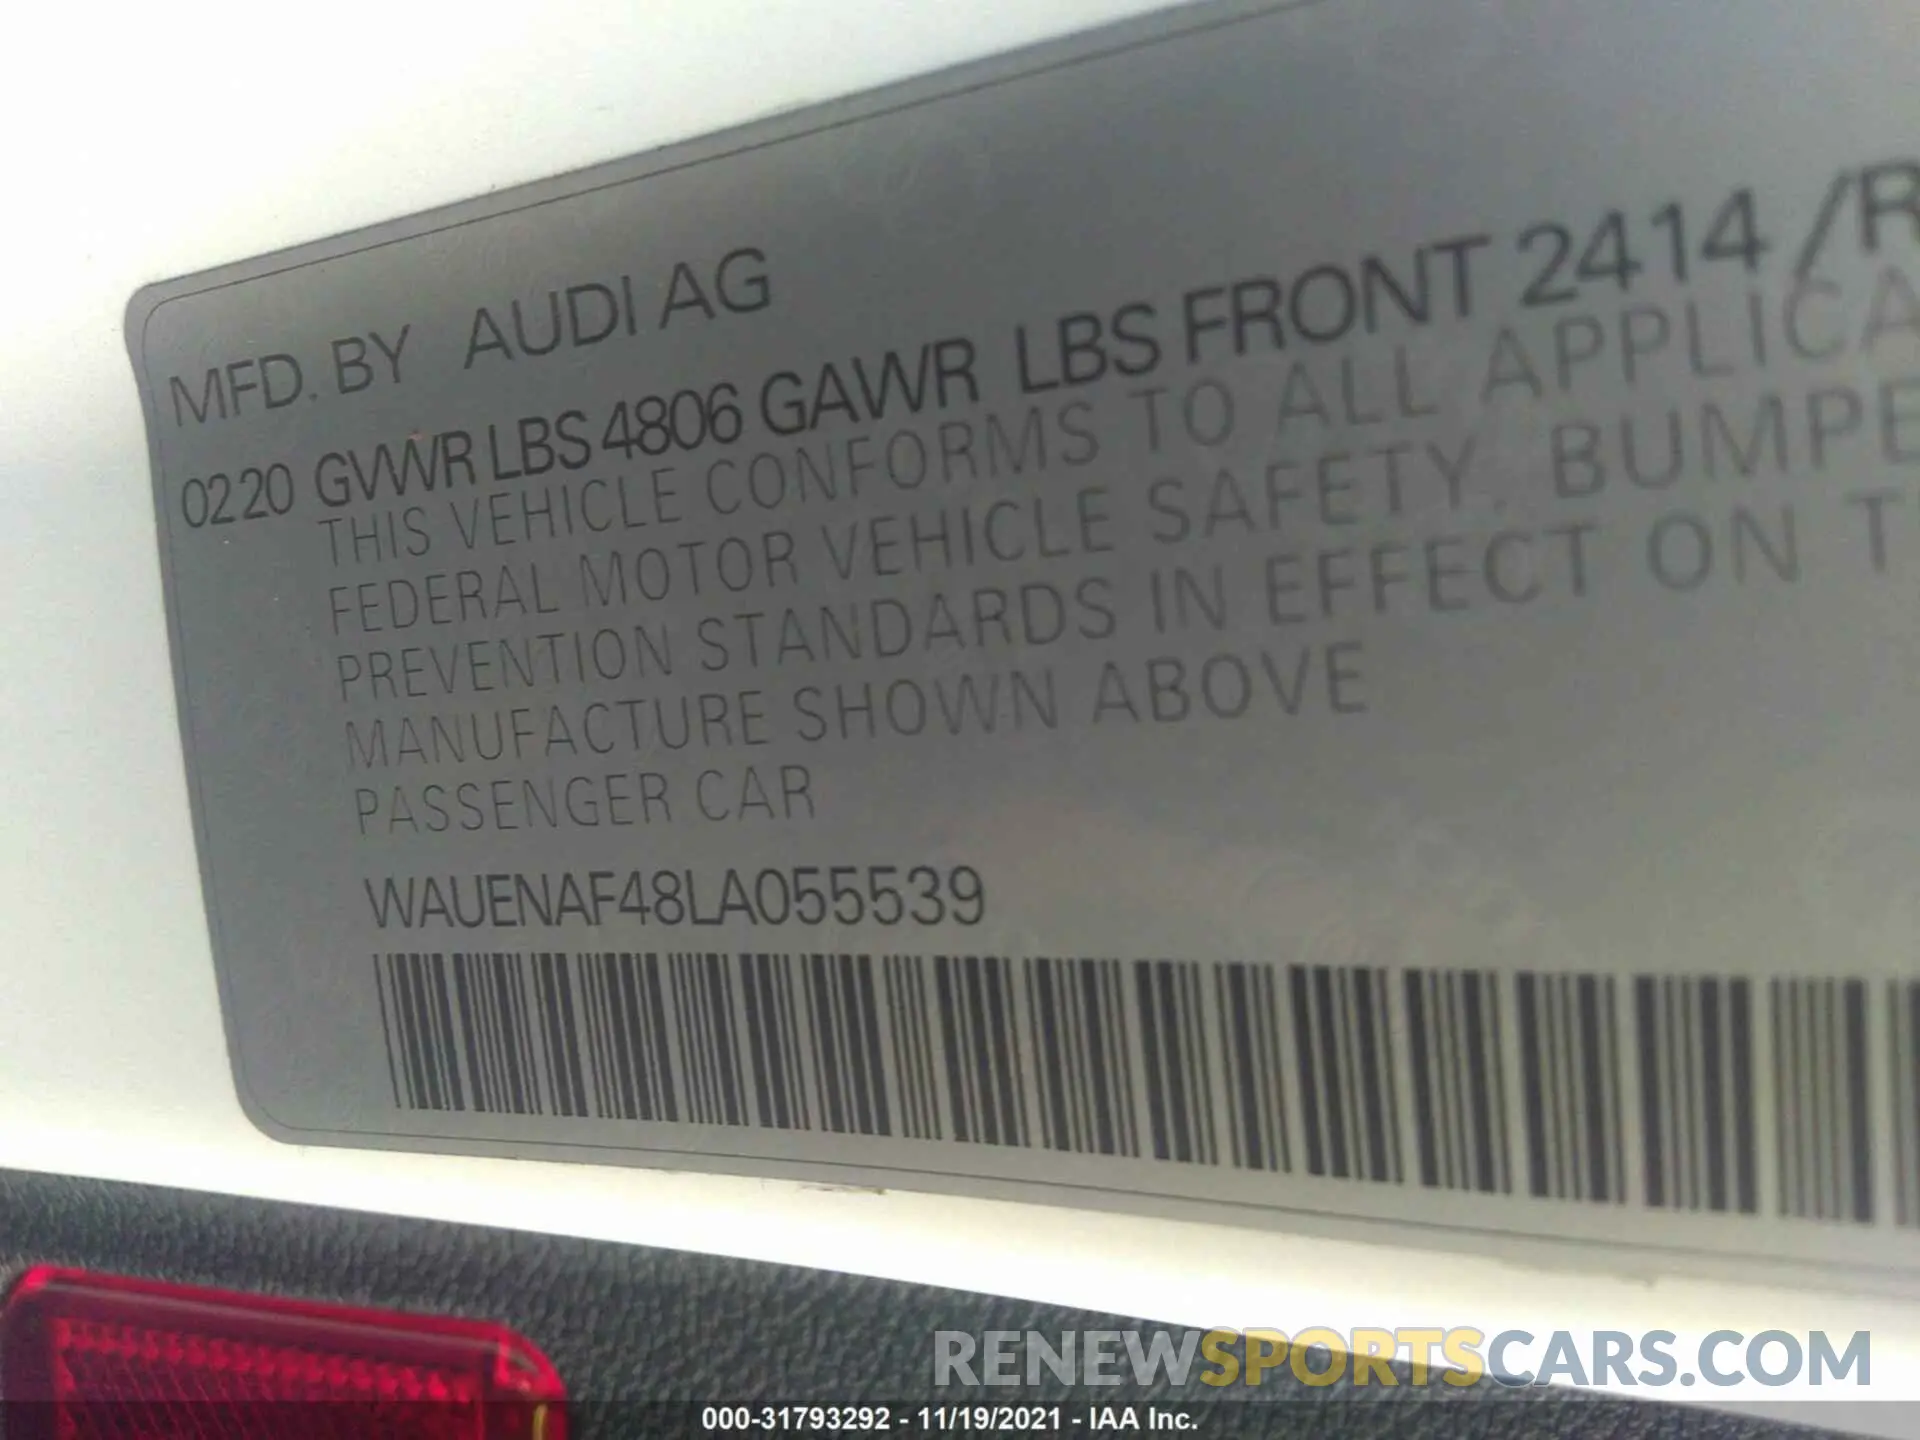 MFD. BY AUDI AG
0220 GVWR LBS 4806 GAWR LBS FRONT 2414 /R
THIS VEHICLE CONFORMS TO ALL APPLICA
FEDERAL MOTOR VEHICLE SAFETY, BUMPE
PREVENTION STANDARDS IN EFFECT ON T
MANUFACTURE SHOWN ABOVE
PASSENGER CAR
WAUENAF48LA055539
RENEWSPORTSCARS.COM
000-31793292 - 11/19/2021 - IAA Inc.